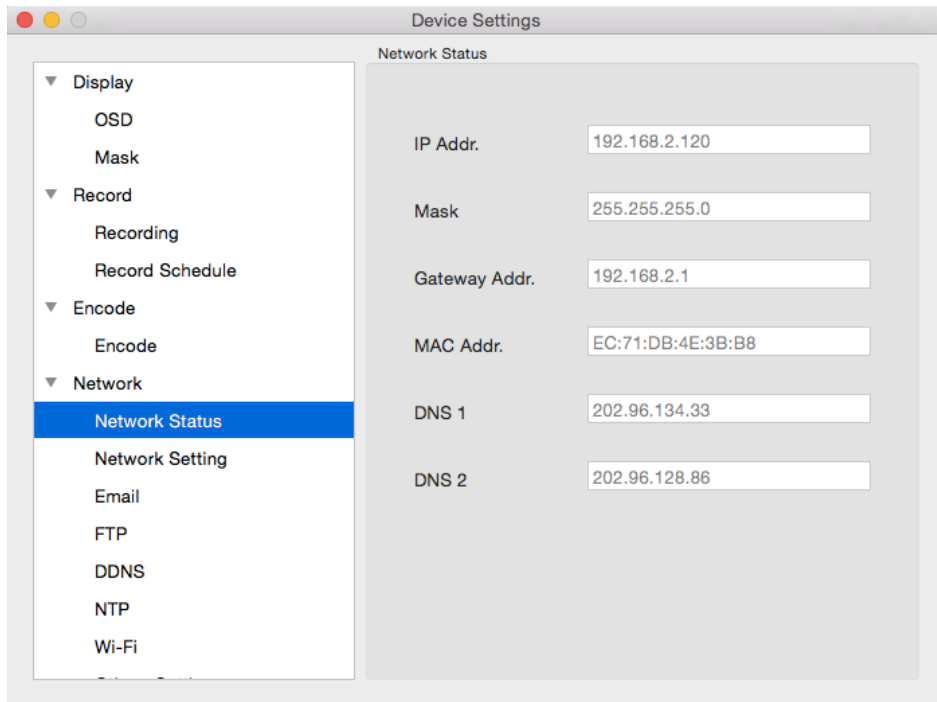 Device Settings
Network Status
Display
OSD
Mask
Record
Recording
Record Schedule
Encode
Encode
Network
Network Status
Network Setting
Email
FTP
DDNS
NTP
Wi-Fi
IP Addr. 192.168.2.120
Mask 255.255.255.0
Gateway Addr. 192.168.2.1
MAC Addr. EC:71:DB:4E:3B:B8
DNS 1 202.96.134.33
DNS 2 202.96.128.86